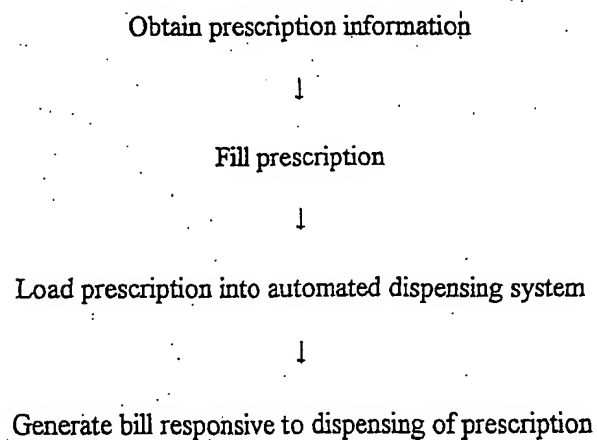 Obtain prescription information
↓
Fill prescription
↓
Load prescription into automated dispensing system
↓
Generate bill responsive to dispensing of prescription